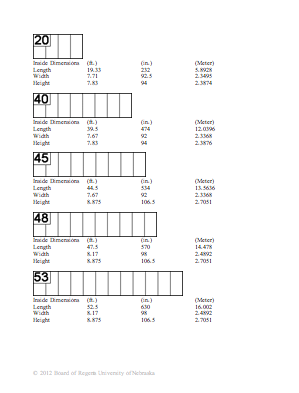 20
Inside Dimensions (ft.) (in.) (Meter)
Length 19.33 232 5.8928
Width 7.71 92.5 2.3495
Height 7.83 94 2.3874
40
Inside Dimensions (ft.) (in.) (Meter)
Length 39.5 474 12.0396
Width 7.67 92 2.3368
Height 7.83 94 2.3876
45
Inside Dimensions (ft.) (in.) (Meter)
Length 44.5 534 13.5636
Width 7.67 92 2.3368
Height 8.875 106.5 2.7051
48
Inside Dimensions (ft.) (in.) (Meter)
Length 47.5 570 14.478
Width 8.17 98 2.4892
Height 8.875 106.5 2.7051
53
Inside Dimensions (ft.) (in.) (Meter)
Length 52.5 630 16.002
Width 8.17 98 2.4892
Height 8.875 106.5 2.7051
© 2012 Board of Regents University of Nebraska